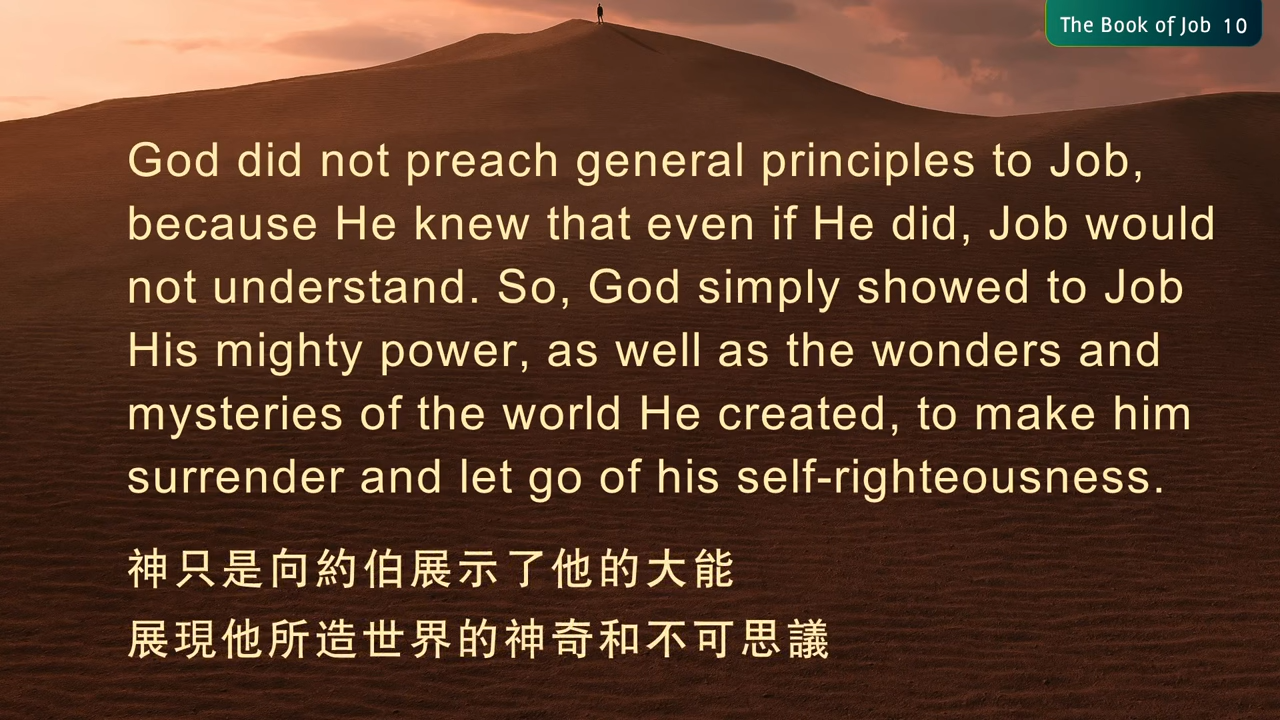 The Book of Job 10
God did not preach general principles to Job,
because He knew that even if He did, Job would
not understand. So, God simply showed to Job
His mighty power, as well as the wonders and
mysteries of the world He created, to make him
surrender and let go of his self-righteousness.
神只是向約伯展示了他的大能
展現他所造世界的神奇和不可思議